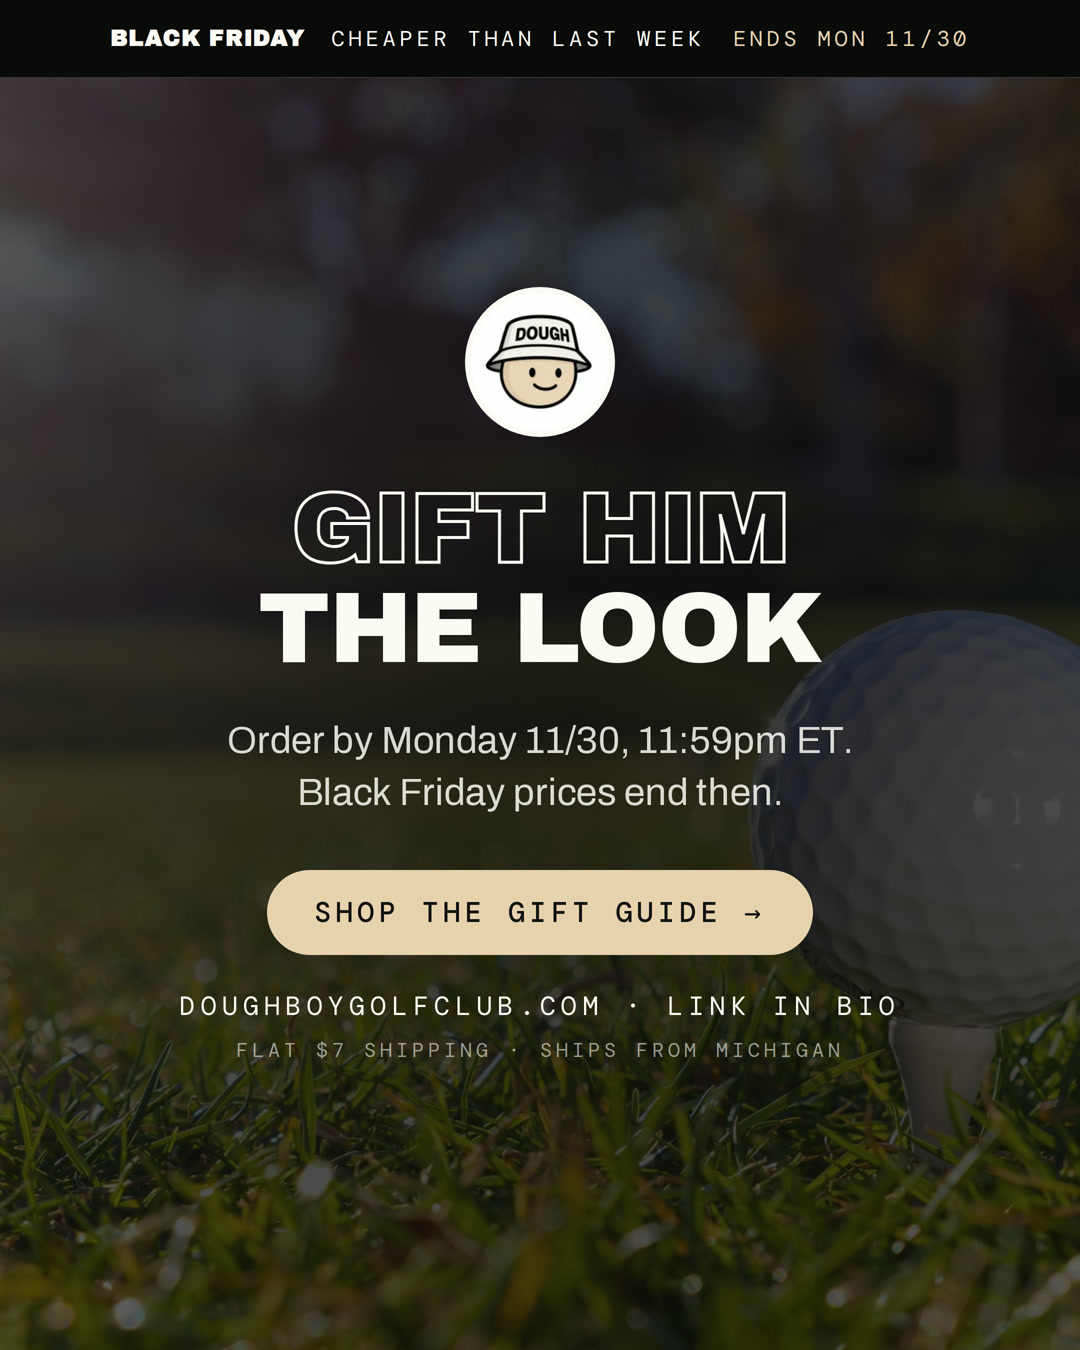 BLACK FRIDAY CHEAPER THAN LAST WEEK ENDS MON 11/30
DOUGH
GIFT HIM
THE LOOK
Order by Monday 11/30, 11:59pm ET.
Black Friday prices end then.
SHOP THE GIFT GUIDE →
DOUGHBOYGOLFCLUB.COM · LINK IN BIO
FLAT $7 SHIPPING · SHIPS FROM MICHIGAN